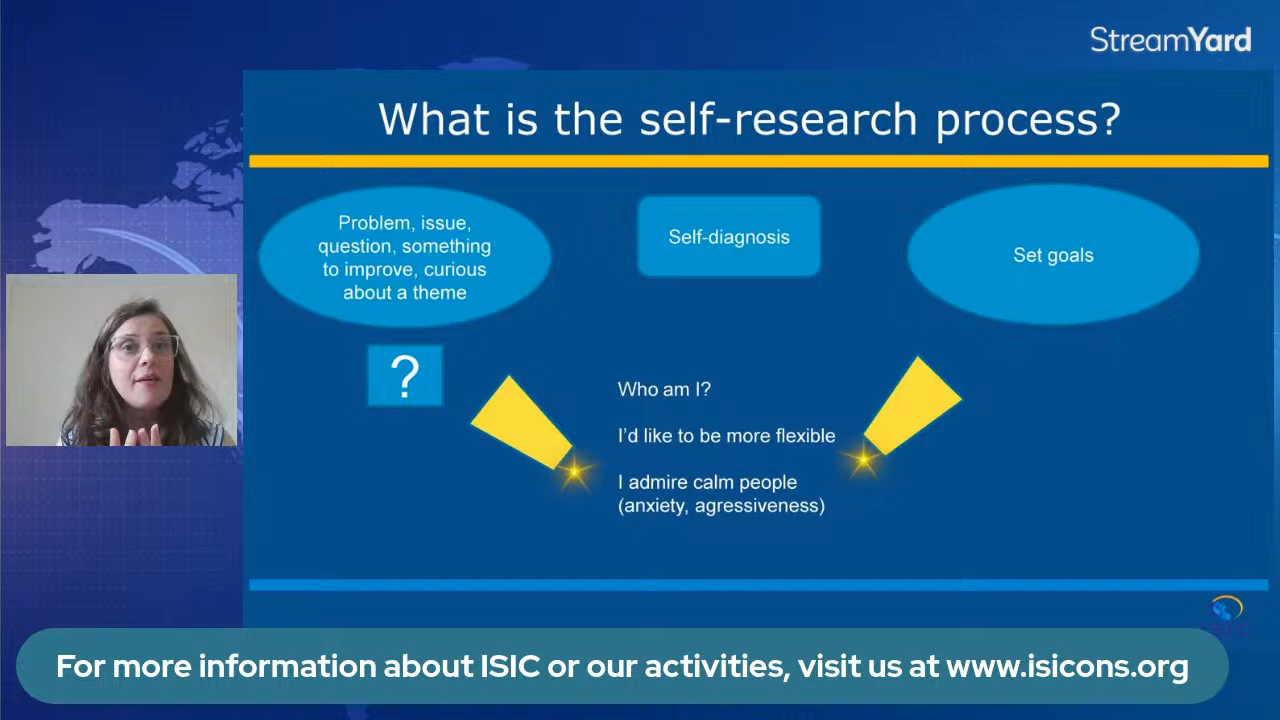 StreamYard
What is the self-research process?
Problem, issue,
question, something
to improve, curious
about a theme
Self-diagnosis
Set goals
?
Who am I?
I'd like to be more flexible
I admire calm people
(anxiety, agressiveness)
For more information about ISIC or our activities, visit us at www.isicons.org